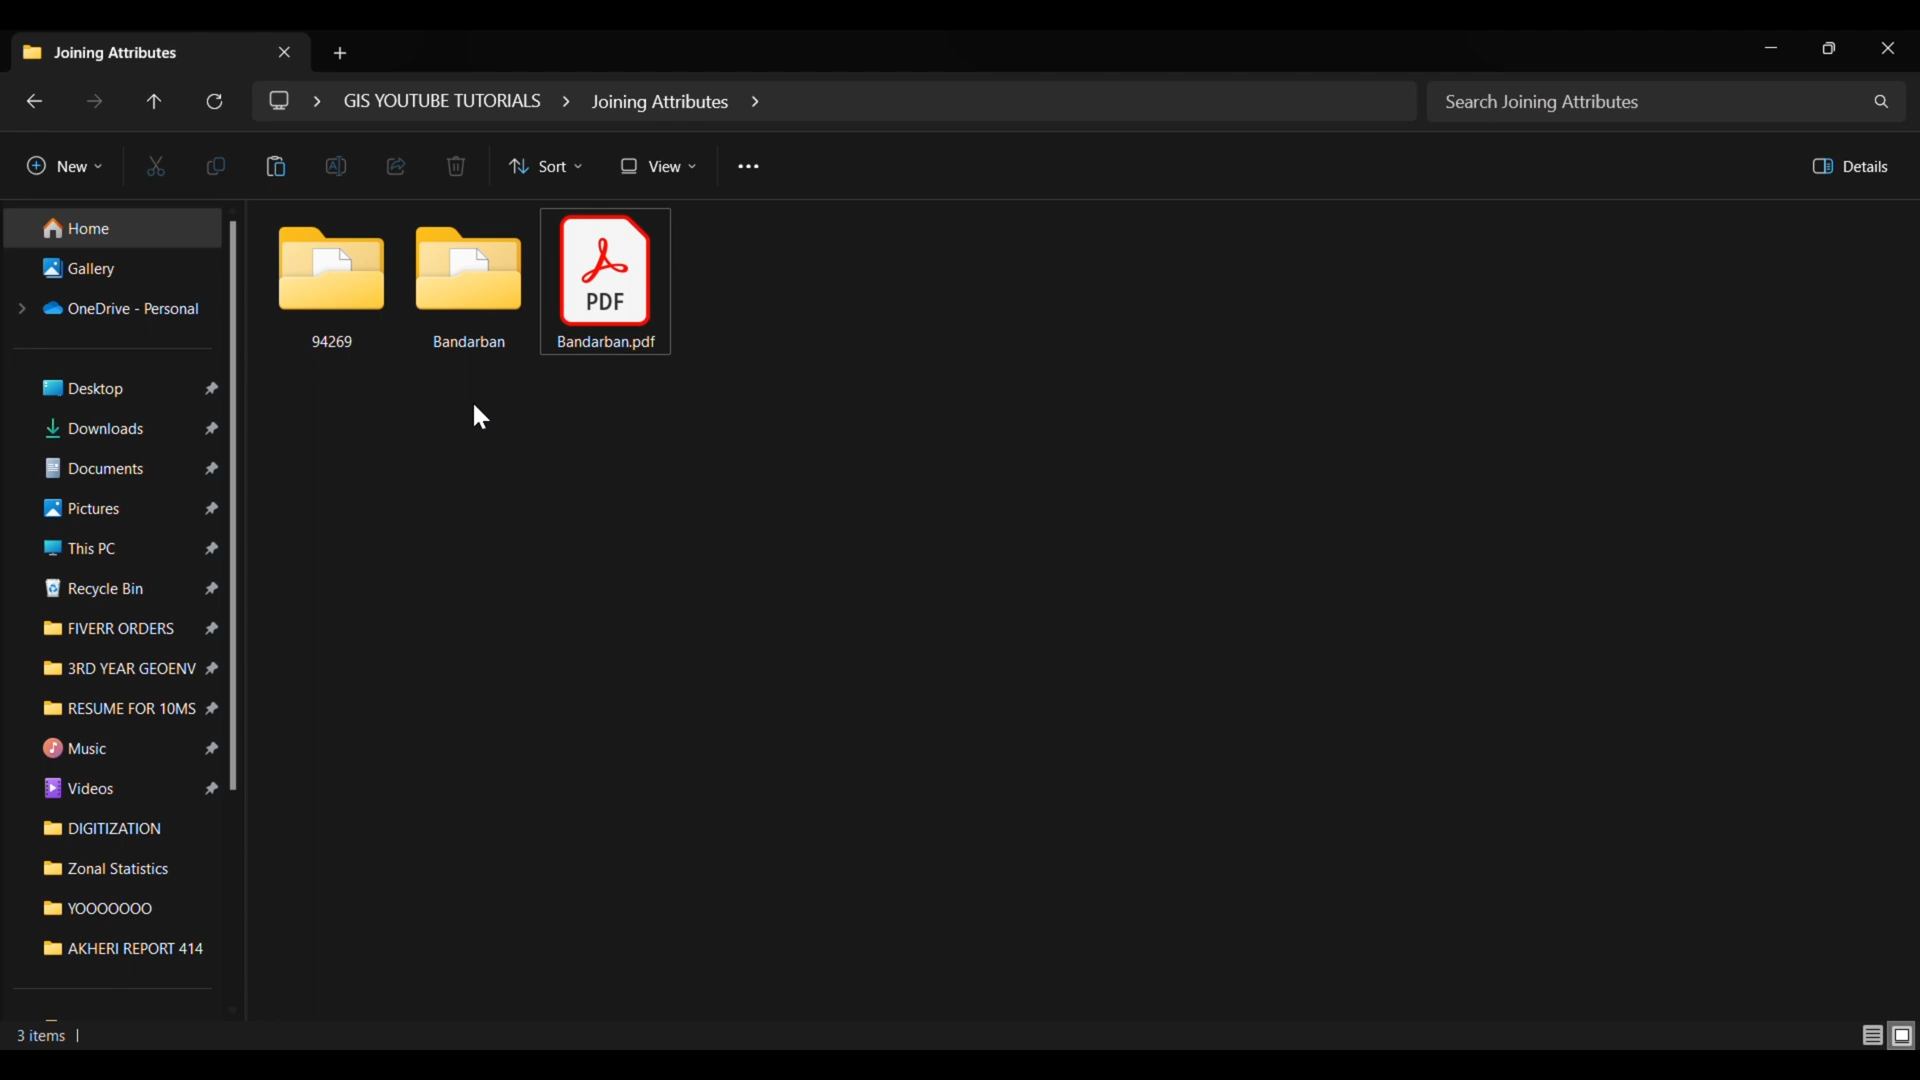 Joining Attributes
GIS YOUTUBE TUTORIALS
Joining Attributes
Search Joining Attributes
New
Sort
View
Details
Home
Gallery
OneDrive - Personal
Desktop
Downloads
Documents
Pictures
This PC
Recycle Bin
FIVERR ORDERS
3RD YEAR GEOENV
RESUME FOR 10MS
Music
Videos
DIGITIZATION
Zonal Statistics
YOOOOOOO
AKHERI REPORT 414
94269
Bandarban
PDF
Bandarban.pdf
3 items